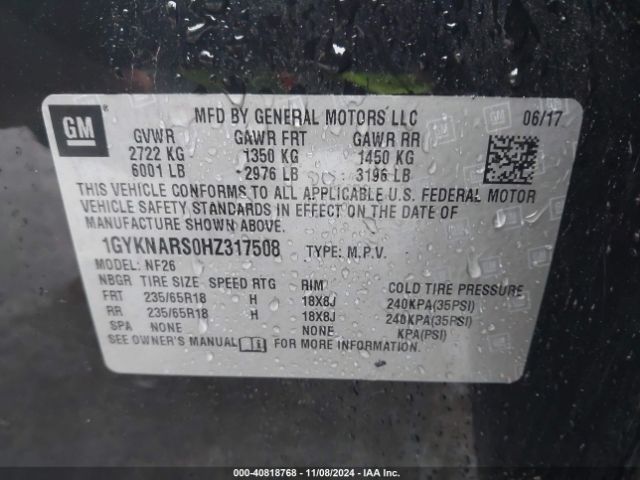 GM
MFD BY GENERAL MOTORS LLC 06/17
GVWR GAWR FRT GAWR RR
2722 KG 1350 KG 1450 KG
6001 LB 2976 LB 3196 LB
THIS VEHICLE CONFORMS TO ALL APPLICABLE U.S. FEDERAL MOTOR
VEHICLE SAFETY STANDARDS IN EFFECT ON THE DATE OF
MANUFACTURE SHOWN ABOVE.
1GYKNARS0HZ317508 TYPE: M.P.V.
MODEL: NF26
NBGR TIRE SIZE SPEED RTG RIM COLD TIRE PRESSURE
FRT 235/65R18 H 18X8J 240KPA(35PSI)
RR 235/65R18 H 18X8J 240KPA(35PSI)
SPA NONE NONE KPA(PSI)
SEE OWNER'S MANUAL FOR MORE INFORMATION.
000-40818768 - 11/08/2024 - IAA Inc.